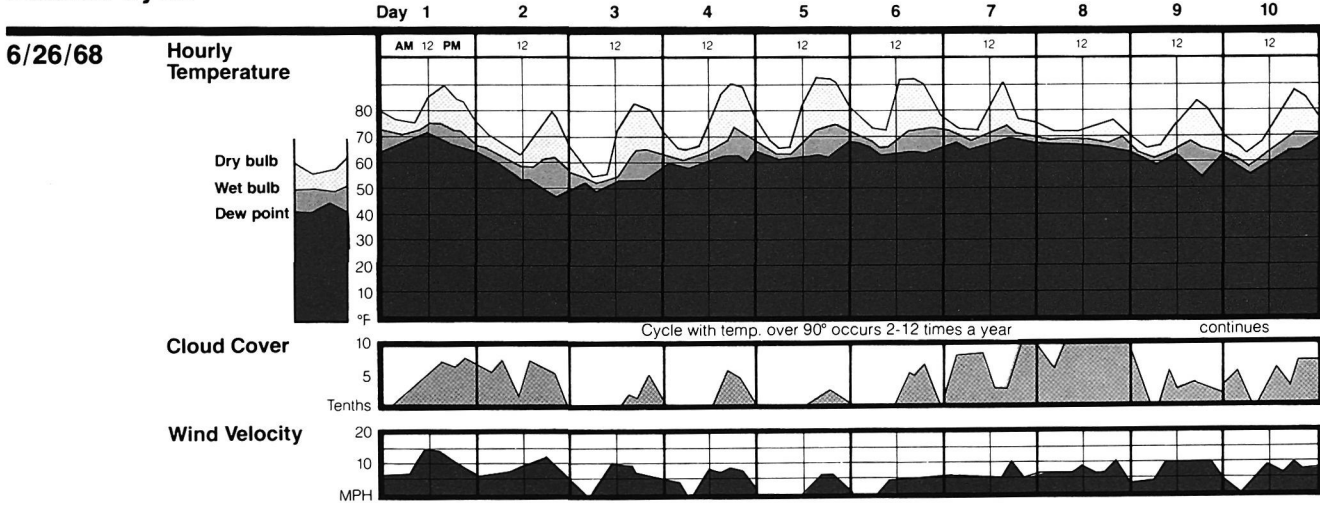 Day 1 2 3 4 5 6 7 8 9 10
6/26/68
Hourly
Temperature
AM 12 PM 12 12 12 12 12 12 12 12 12
80
70
60
50
40
30
20
10
°F
Dry bulb
Wet bulb
Dew point
Cycle with temp. over 90° occurs 2-12 times a year continues
Cloud Cover
10
5
Tenths
Wind Velocity
20
10
MPH